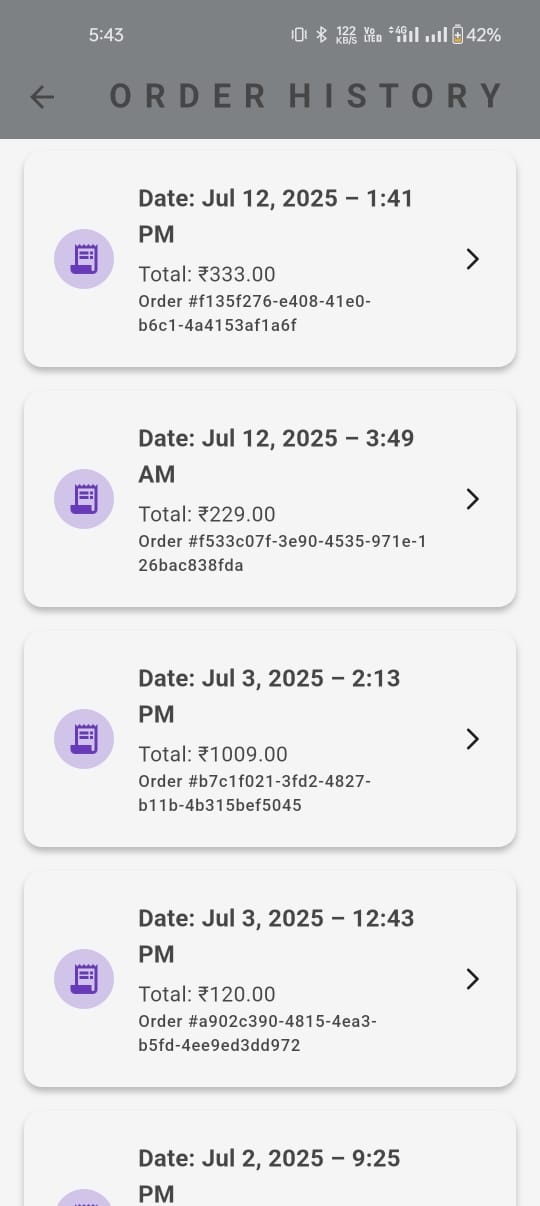 5:43 122 KB/S Vo LTE 4G 42%
ORDER HISTORY
Date: Jul 12, 2025 – 1:41
PM
Total: ₹333.00
Order #f135f276-e408-41e0-
b6c1-4a4153af1a6f
Date: Jul 12, 2025 – 3:49
AM
Total: ₹229.00
Order #f533c07f-3e90-4535-971e-1
26bac838fda
Date: Jul 3, 2025 – 2:13
PM
Total: ₹1009.00
Order #b7c1f021-3fd2-4827-
b11b-4b315bef5045
Date: Jul 3, 2025 – 12:43
PM
Total: ₹120.00
Order #a902c390-4815-4ea3-
b5fd-4ee9ed3dd972
Date: Jul 2, 2025 – 9:25
PM